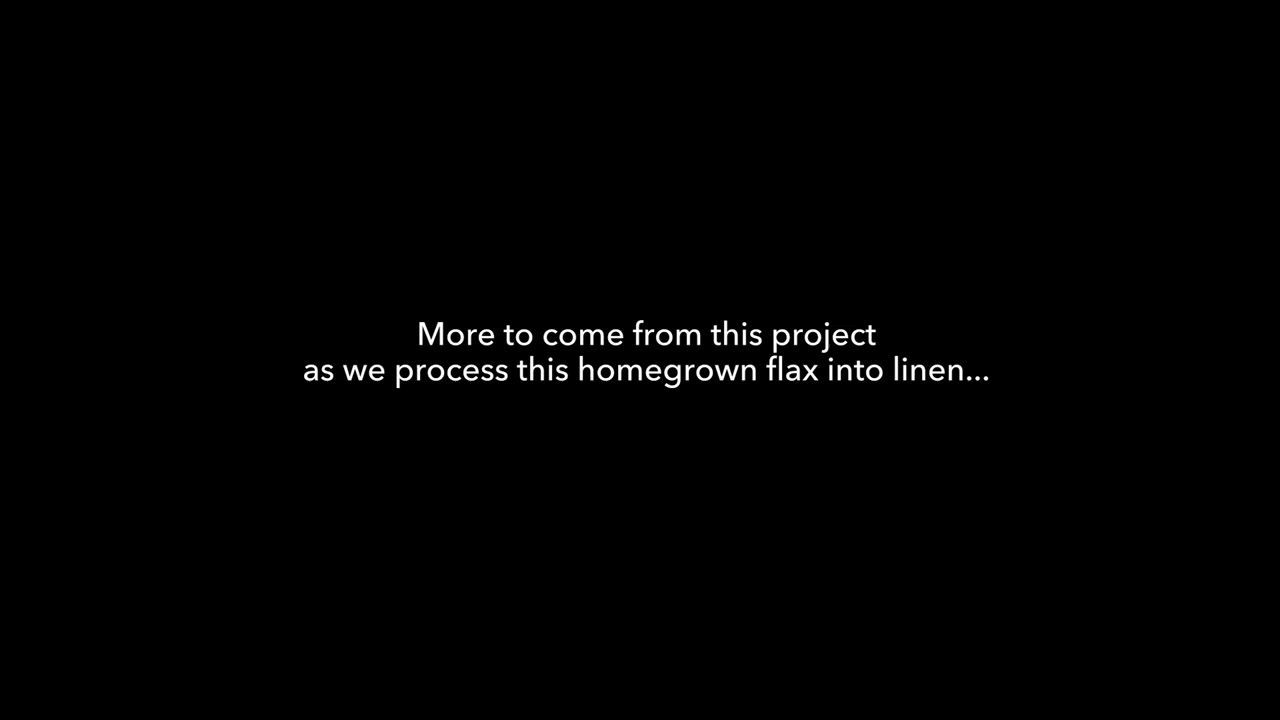 More to come from this project
as we process this homegrown flax into linen...